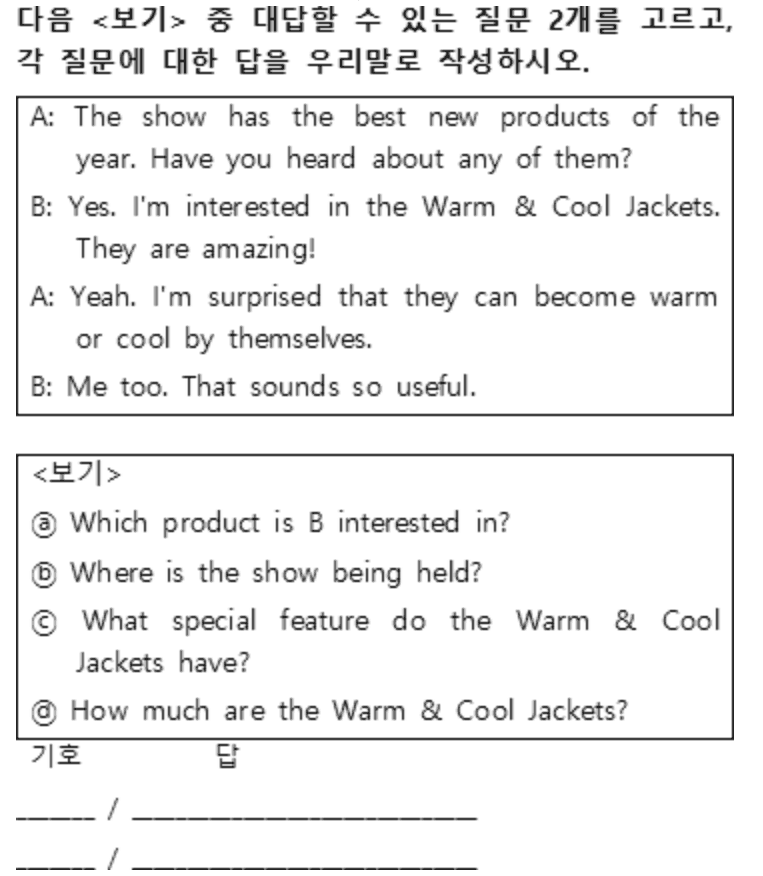 다음 <보기> 중 대답할 수 있는 질문 2개를 고르고,
각 질문에 대한 답을 우리말로 작성하시오.
A: The show has the best new products of the
year. Have you heard about any of them?
B: Yes. I'm interested in the Warm & Cool Jackets.
They are amazing!
A: Yeah. I'm surprised that they can become warm
or cool by themselves.
B: Me too. That sounds so useful.
<보기>
ⓐ Which product is B interested in?
ⓑ Where is the show being held?
ⓒ What special feature do the Warm & Cool
Jackets have?
ⓓ How much are the Warm & Cool Jackets?
기호 답
______ / __________________________
______ / __________________________